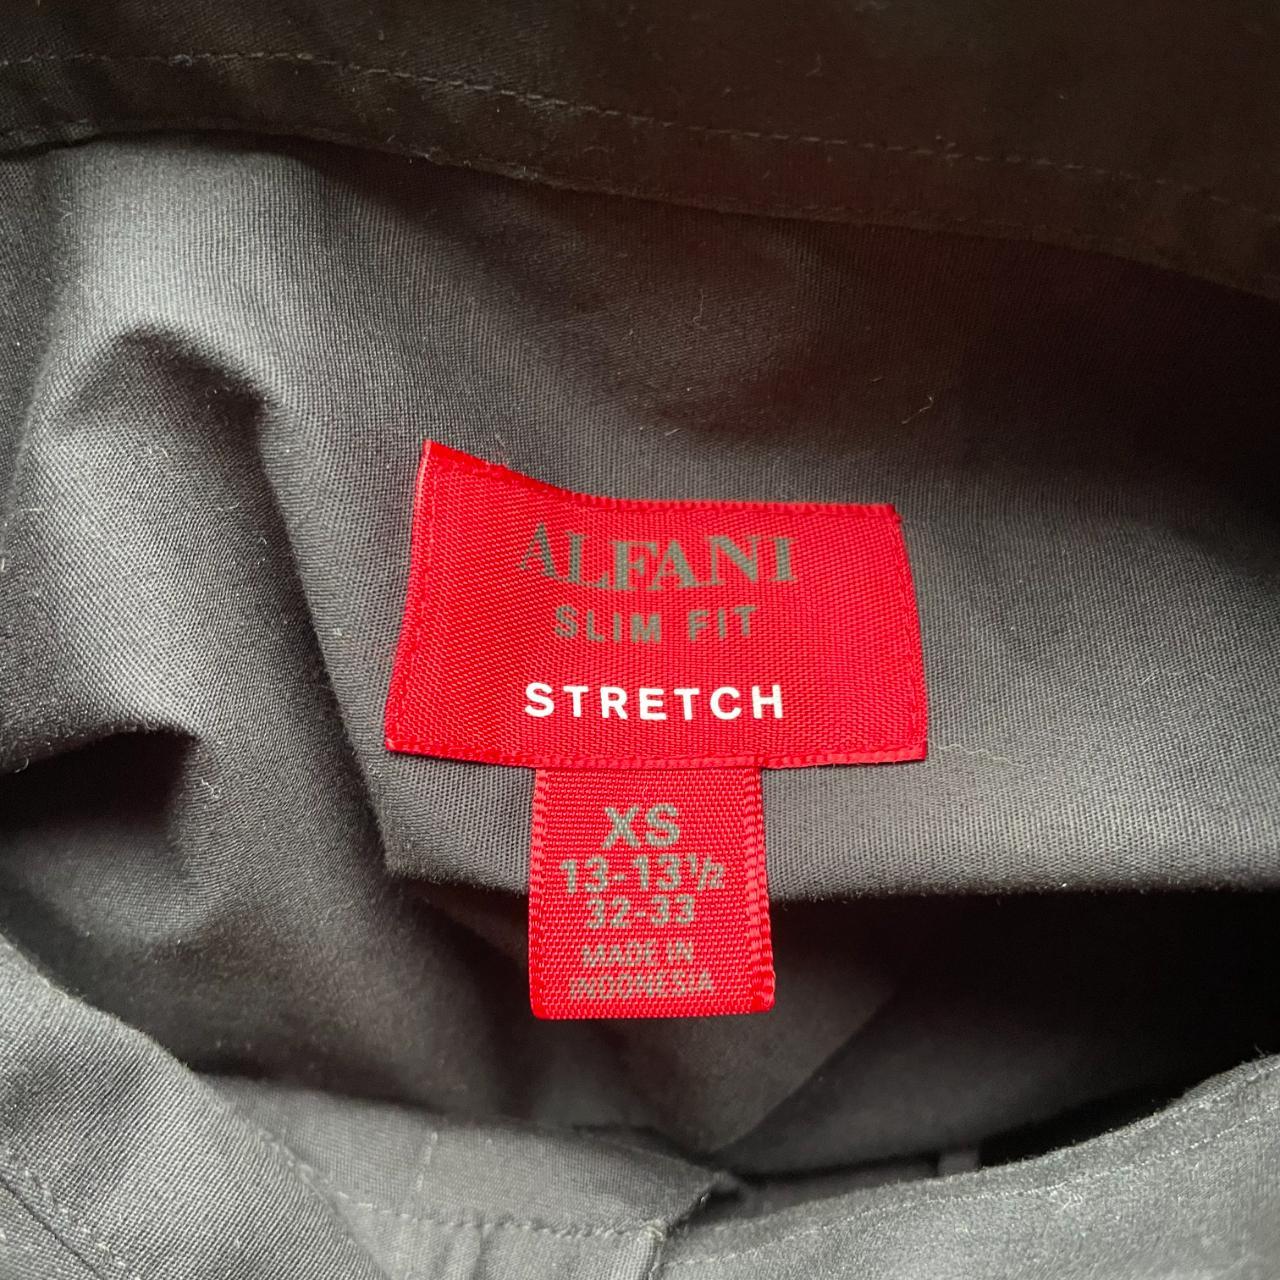 ALFANI
SLIM FIT
STRETCH
XS
13-13½
32-33
MADE IN
INDONESIA